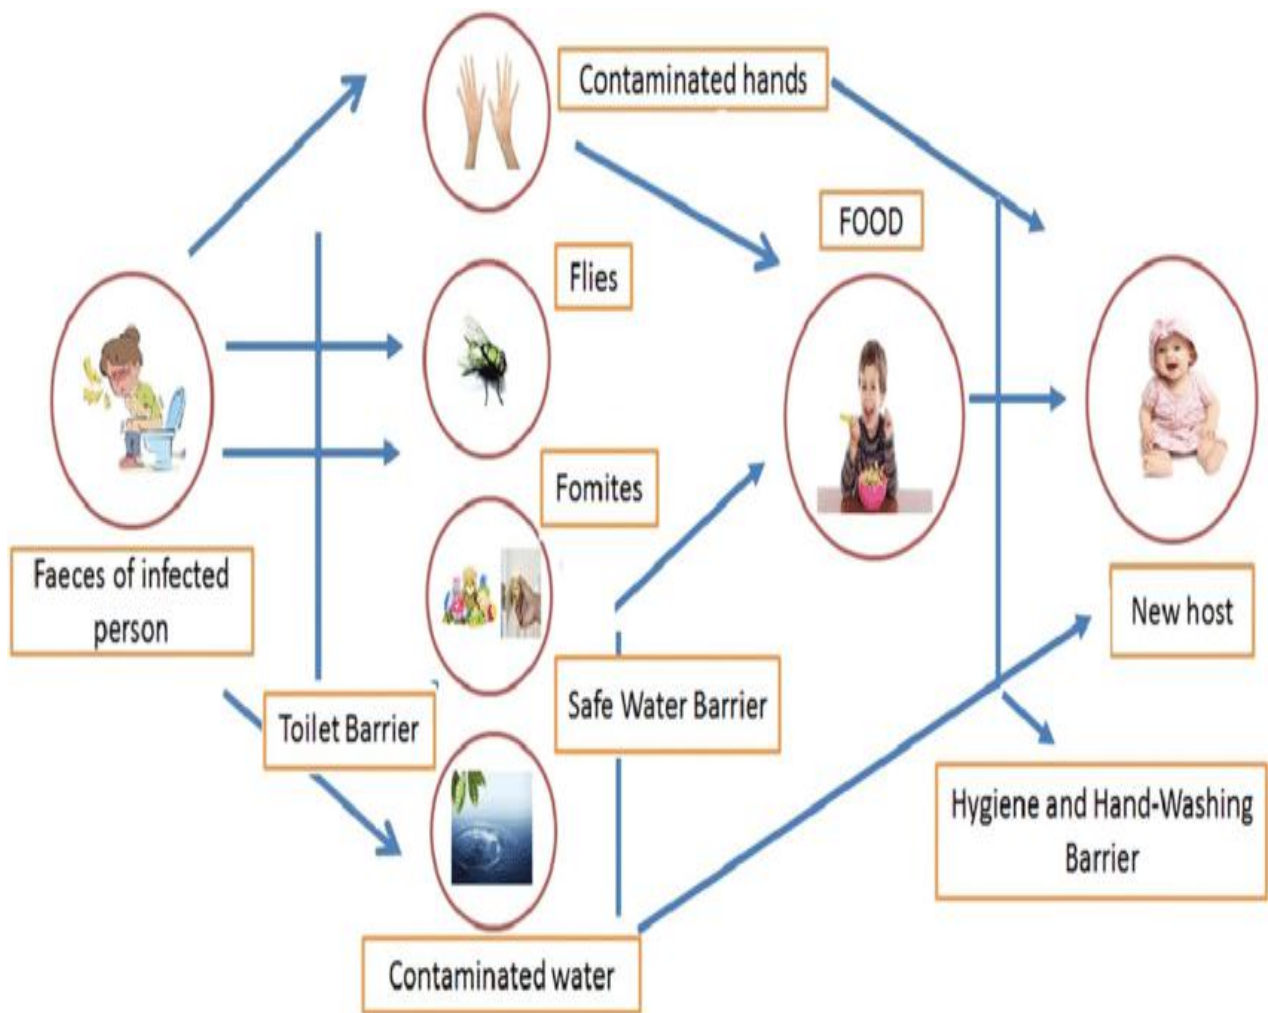 Contaminated hands
FOOD
Flies
Fomites
Faeces of infected
person
New host
Toilet Barrier
Safe Water Barrier
Hygiene and Hand-Washing
Barrier
Contaminated water